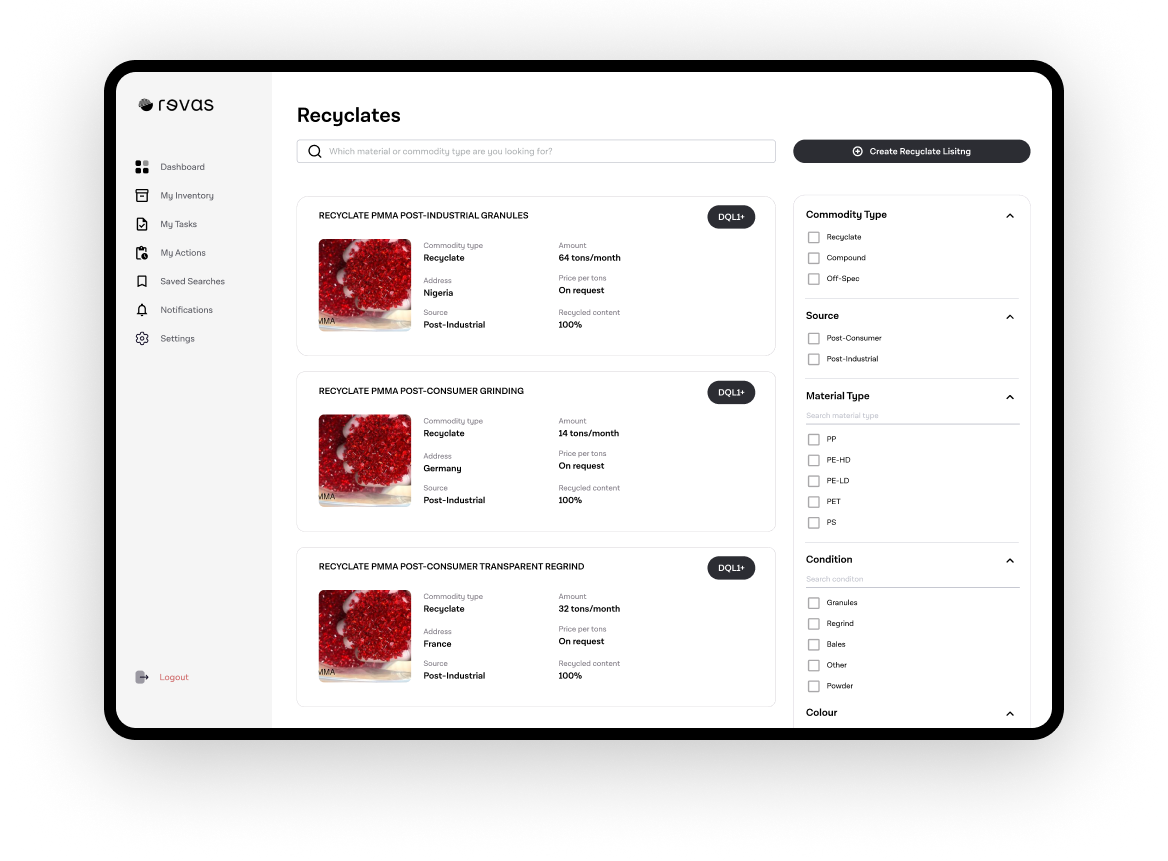 revas
Dashboard
My Inventory
My Tasks
My Actions
Saved Searches
Notifications
Settings
Logout
Recyclates
Which material or commodity type are you looking for?
Create Recyclate Lisitng
RECYCLATE PMMA POST-INDUSTRIAL GRANULES
DQL1+
MMA
Commodity type
Recyclate
Address
Nigeria
Source
Post-Industrial
Amount
64 tons/month
Price per tons
On request
Recycled content
100%
RECYCLATE PMMA POST-CONSUMER GRINDING
DQL1+
MMA
Commodity type
Recyclate
Address
Germany
Source
Post-Industrial
Amount
14 tons/month
Price per tons
On request
Recycled content
100%
RECYCLATE PMMA POST-CONSUMER TRANSPARENT REGRIND
DQL1+
MMA
Commodity type
Recyclate
Address
France
Source
Post-Industrial
Amount
32 tons/month
Price per tons
On request
Recycled content
100%
Commodity Type
Recyclate
Compound
Off-Spec
Source
Post-Consumer
Post-Industrial
Material Type
Search material type
PP
PE-HD
PE-LD
PET
PS
Condition
Search conditon
Granules
Regrind
Bales
Other
Powder
Colour